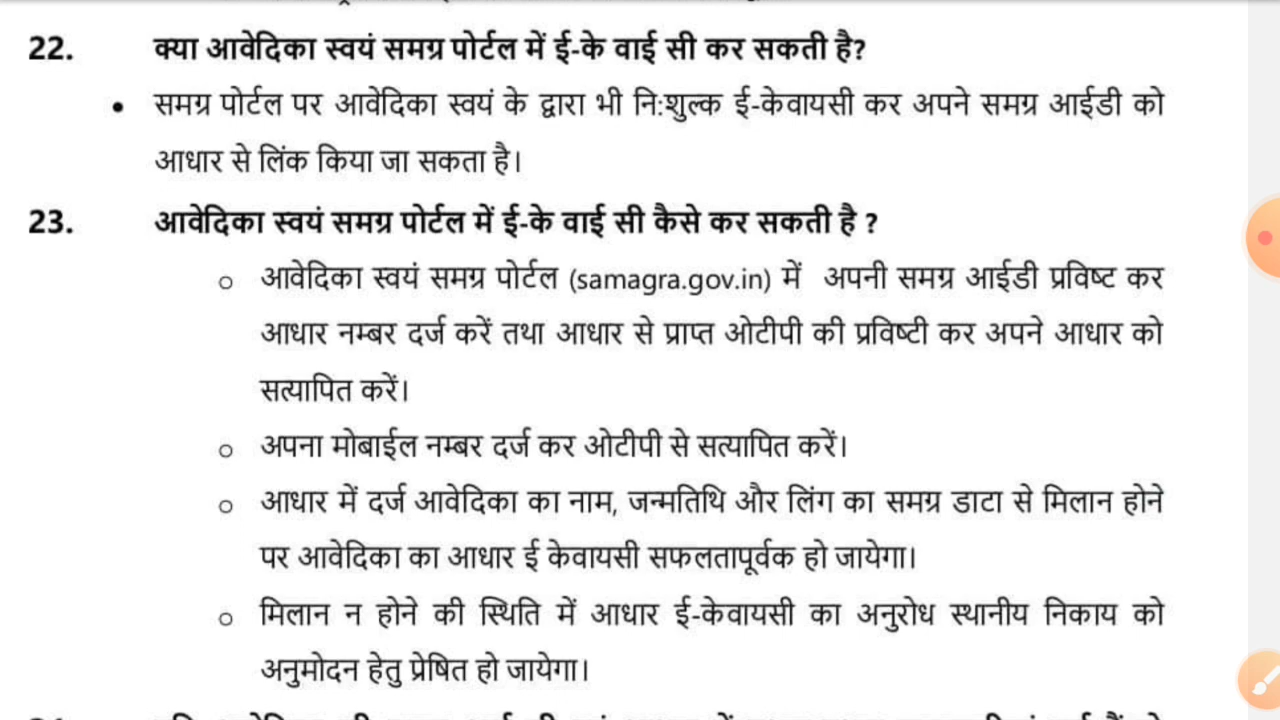 22. क्या आवेदिका स्वयं समग्र पोर्टल में ई-के वाई सी कर सकती है?
• समग्र पोर्टल पर आवेदिका स्वयं के द्वारा भी नि:शुल्क ई-केवायसी कर अपने समग्र आईडी को
आधार से लिंक किया जा सकता है।
23. आवेदिका स्वयं समग्र पोर्टल में ई-के वाई सी कैसे कर सकती है ?
o आवेदिका स्वयं समग्र पोर्टल (samagra.gov.in) में अपनी समग्र आईडी प्रविष्ट कर
आधार नम्बर दर्ज करें तथा आधार से प्राप्त ओटीपी की प्रविष्टी कर अपने आधार को
सत्यापित करें।
o अपना मोबाईल नम्बर दर्ज कर ओटीपी से सत्यापित करें।
o आधार में दर्ज आवेदिका का नाम, जन्मतिथि और लिंग का समग्र डाटा से मिलान होने
पर आवेदिका का आधार ई केवायसी सफलतापूर्वक हो जायेगा।
o मिलान न होने की स्थिति में आधार ई-केवायसी का अनुरोध स्थानीय निकाय को
अनुमोदन हेतु प्रेषित हो जायेगा।